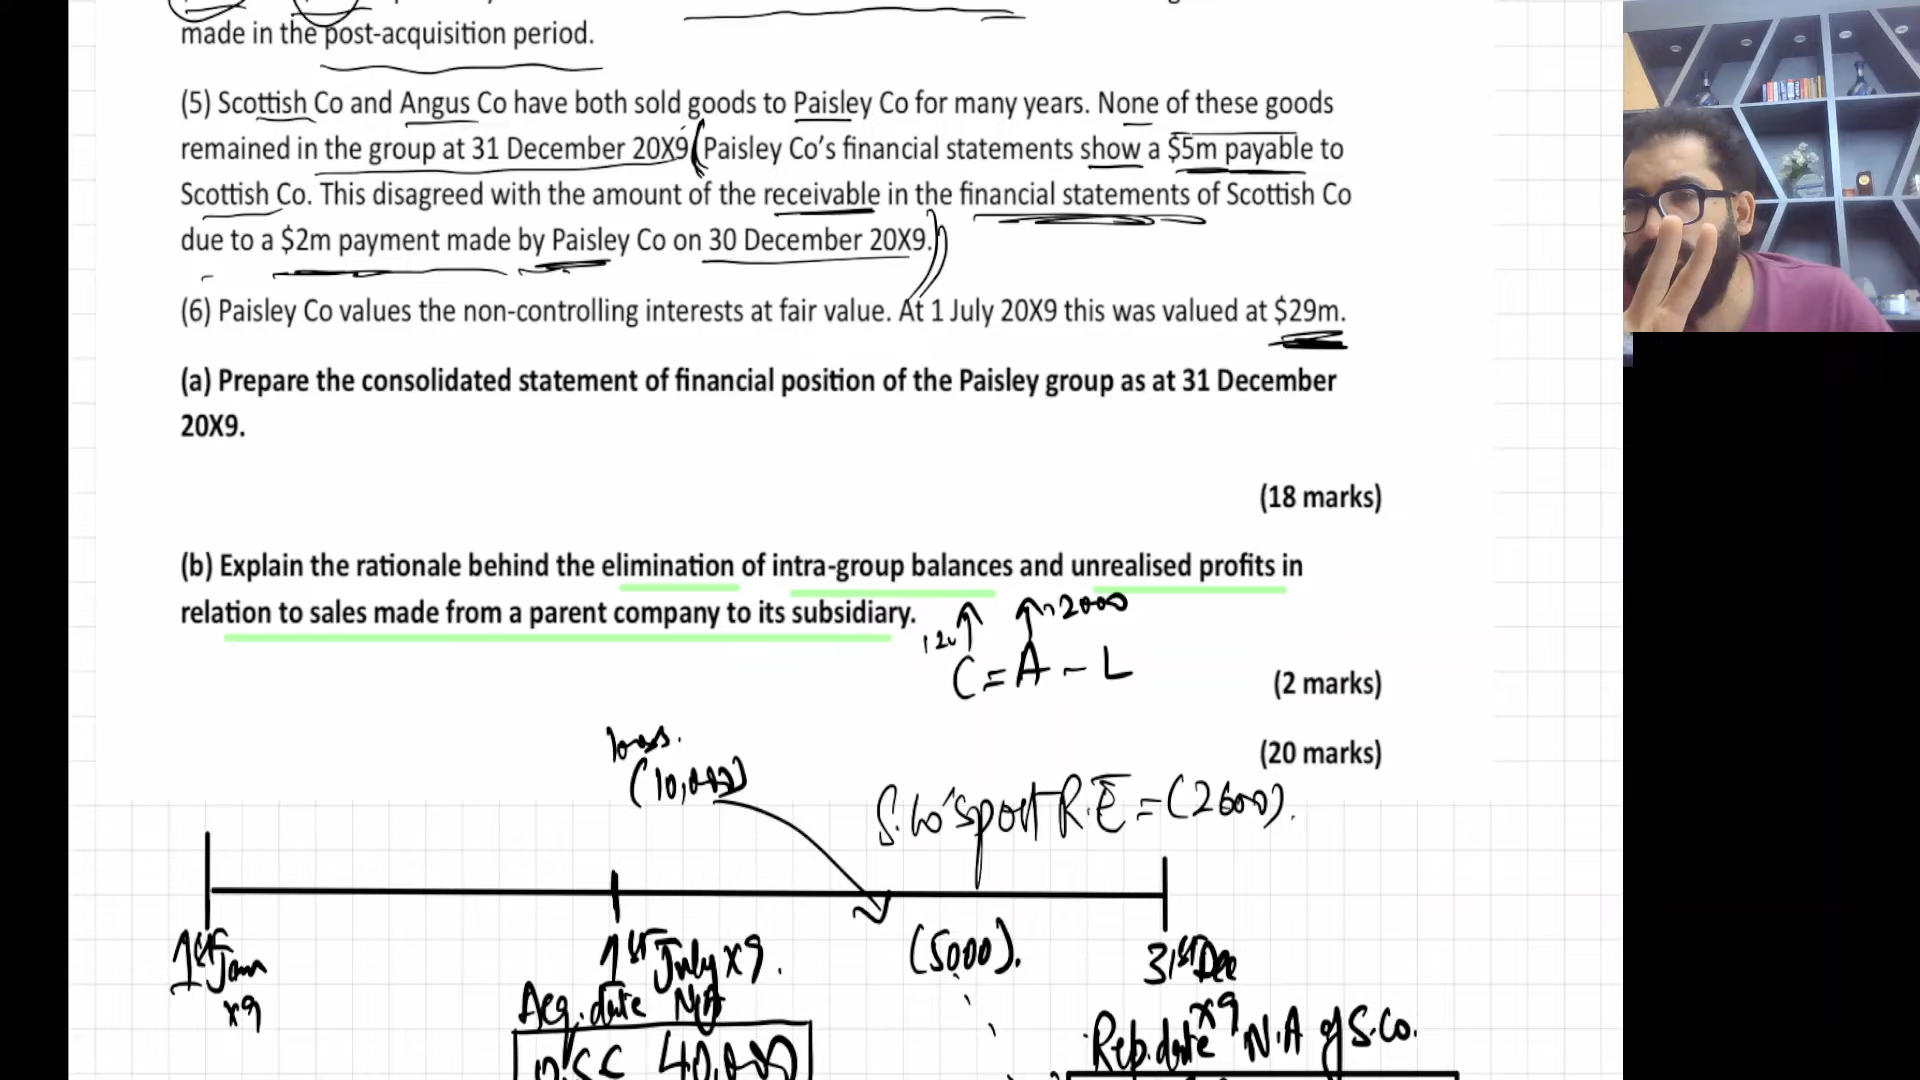 made in the post-acquisition period.
(5) Scottish Co and Angus Co have both sold goods to Paisley Co for many years. None of these goods
remained in the group at 31 December 20X9 (Paisley Co's financial statements show a $5m payable to
Scottish Co. This disagreed with the amount of the receivable in the financial statements of Scottish Co
due to a $2m payment made by Paisley Co on 30 December 20X9.)
(6) Paisley Co values the non-controlling interests at fair value. At 1 July 20X9 this was valued at $29m.
(a) Prepare the consolidated statement of financial position of the Paisley group as at 31 December
20X9.
(18 marks)
(b) Explain the rationale behind the elimination of intra-group balances and unrealised profits in
relation to sales made from a parent company to its subsidiary.
2000
C = A - L
(2 marks)
loss.
(20 marks)
(10,000)
S.Co's post R.E = (2600).
1st Jan
x9
1st July x9.
(5000).
31st Dec
x9
Acq. date NA
Rep. date N.A of S.Co.
40,000